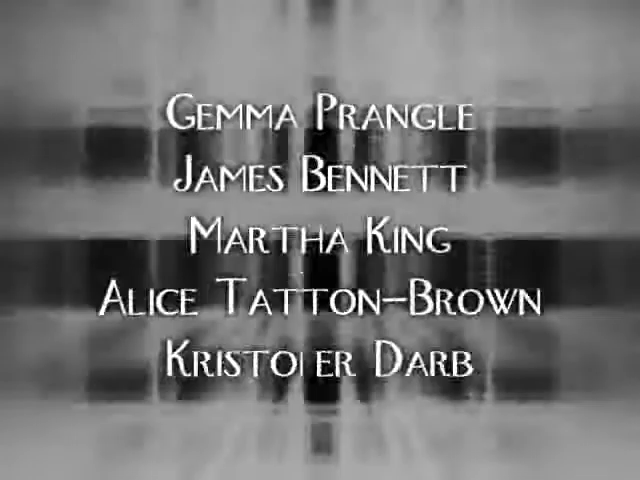 Gemma Prangle
James Bennett
Martha King
Alice Tatton-Brown
Darb